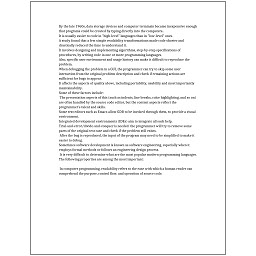 By the late 1960s, data storage devices and computer terminals became inexpensive enough
that programs could be created by typing directly into the computers.
It is usually easier to code in "high-level" languages than in "low-level" ones.
It is study found that a few simple readability transformations made code shorter and
drastically reduced the time to understand it.
It involves designing and implementing algorithms, step-by-step specifications of
procedures, by writing code in one or more programming languages.
Also, specific user environment and usage history can make it difficult to reproduce the
problem.
When debugging the problem in a GUI, the programmer can try to skip some user
interaction from the original problem description and check if remaining actions are
sufficient for bugs to appear.
It affects the aspects of quality above, including portability, usability and most importantly
maintainability.
Some of these factors include:
The presentation aspects of this (such as indents, line breaks, color highlighting, and so on)
are often handled by the source code editor, but the content aspects reflect the
programmer's talent and skills.
Some text editors such as Emacs allow GDB to be invoked through them, to provide a visual
environment.
Integrated development environments (IDEs) aim to integrate all such help.
Trial-and-error/divide-and-conquer is needed: the programmer will try to remove some
parts of the original test case and check if the problem still exists.
After the bug is reproduced, the input of the program may need to be simplified to make it
easier to debug.
Sometimes software development is known as software engineering, especially when it
employs formal methods or follows an engineering design process.
It is very difficult to determine what are the most popular modern programming languages.
The following properties are among the most important:
In computer programming, readability refers to the ease with which a human reader can
comprehend the purpose, control flow, and operation of source code.